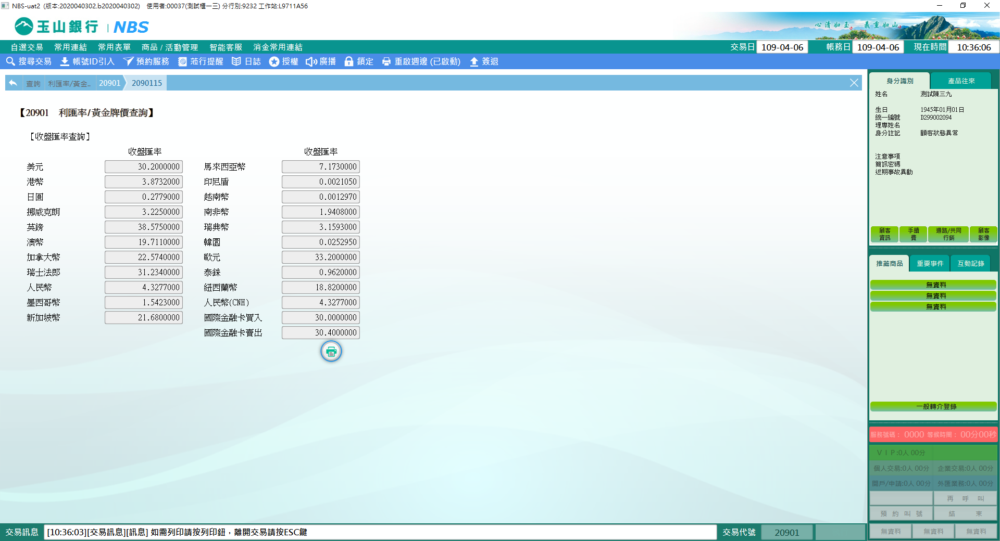 NBS-uat2 (版本:2020040302.b2020040302) 使用者:00037(測試櫃一三) 分行別:9232 工作站:L9711A56
玉山銀行 | NBS
心清如玉。義重如山。
自選交易 常用連結 常用表單 商品 / 活動管理 智能客服 消金常用連結 交易日 109-04-06 帳務日 109-04-06 現在時間 10:36:06
搜尋交易 帳號ID引入 預約服務 蒞行提醒 日誌 授權 廣播 鎖定 重啟週邊 (已啟動) 簽退
查詢 利匯率/黃金.. 20901 2090115
【20901 利匯率/黃金牌價查詢】
【收盤匯率查詢】
收盤匯率 收盤匯率
美元 30.2000000 馬來西亞幣 7.1730000
港幣 3.8732000 印尼盾 0.0021050
日圓 0.2779000 越南幣 0.0012970
挪威克朗 3.2250000 南非幣 1.9408000
英鎊 38.5750000 瑞典幣 3.1593000
澳幣 19.7110000 韓圜 0.0252950
加拿大幣 22.5740000 歐元 33.2000000
瑞士法郎 31.2340000 泰銖 0.9620000
人民幣 4.3277000 紐西蘭幣 18.8200000
墨西哥幣 1.5423000 人民幣(CNH) 4.3277000
新加坡幣 21.6800000 國際金融卡買入 30.0000000
國際金融卡賣出 30.4000000
身分識別 產品往來
姓名 測試陳三九
生日 1945年01月01日
統一編號 D299002094
理專姓名
身分註記 顧客狀態異常
注意事項
簡訊密碼
近期事故異動
顧客資訊 手續費 通路/共同行銷 顧客影像
推薦商品 重要事件 互動記錄
無資料
無資料
無資料
一般轉介登錄
服務號碼: 0000 等候時間: 00分00秒
V I P:0人 00分
個人交易:0人 00分 企業交易:0人 00分
開戶/申請:0人 00分 外匯業務:0人 00分
再 呼 叫
預 約 叫 號 結 束
無資料 無資料 無資料
交易訊息 [10:36:03][交易訊息][訊息] 如需列印請按列印鈕，離開交易請按ESC鍵 交易代號 20901